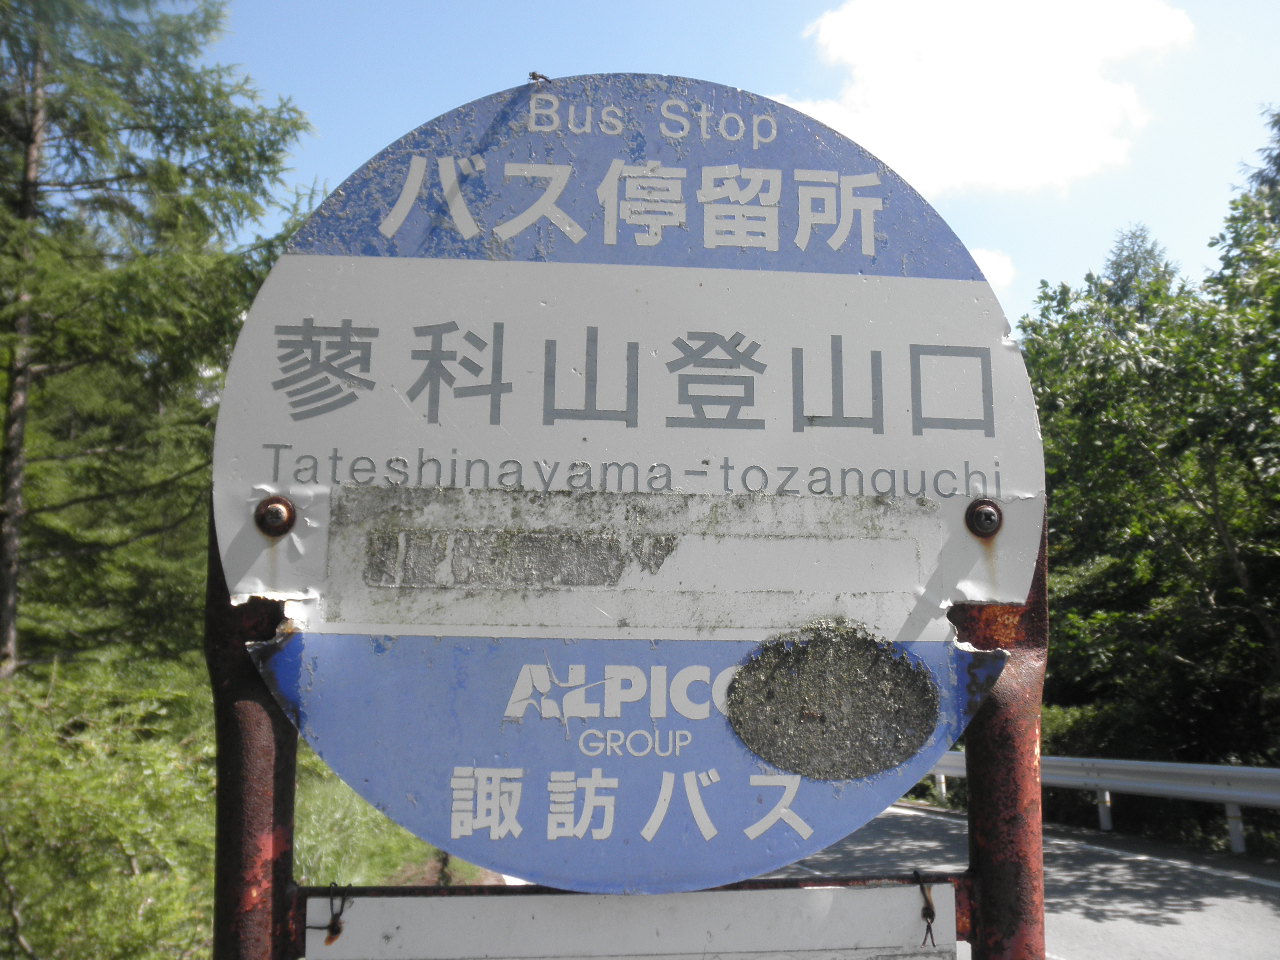 Bus Stop
バス停留所
蓼科山登山口
Tateshinayama-tozanguchi
ALPICO
GROUP
諏訪バス